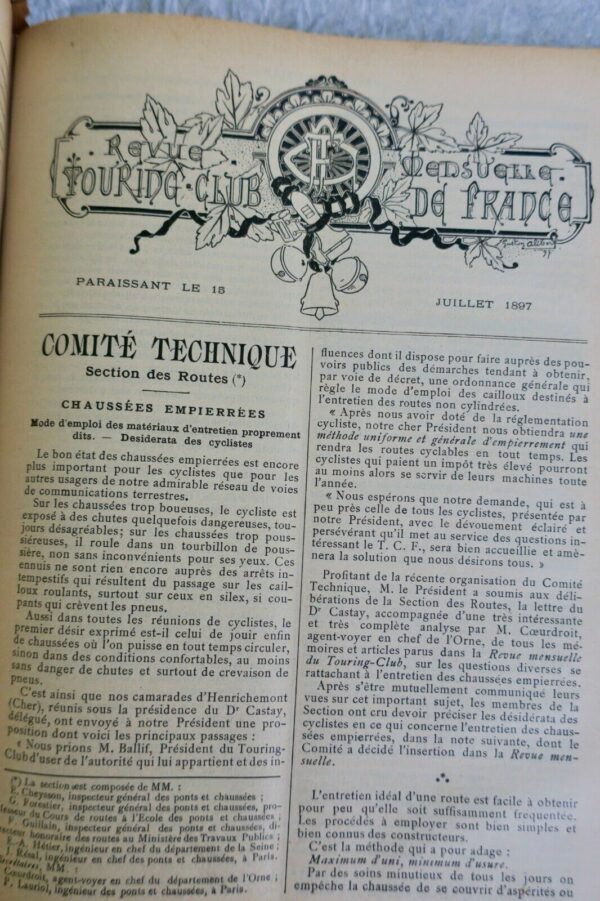 REVUE MENSUELLE
TOURING-CLUB DE FRANCE
PARAISSANT LE 15
JUILLET 1897
COMITÉ TECHNIQUE
Section des Routes (*)
CHAUSSÉES EMPIERRÉES
Mode d'emploi des matériaux d'entretien proprement
dits. — Desiderata des cyclistes
Le bon état des chaussées empierrées est encore
plus important pour les cyclistes que pour les
autres usagers de notre admirable réseau de voies
de communications terrestres.
Sur les chaussées trop boueuses, le cycliste est
exposé à des chutes quelquefois dangereuses, tou-
jours désagréables; sur les chaussées trop pous-
siéreuses, il roule dans un tourbillon de pous-
sière, non sans inconvénients pour ses yeux. Ces
ennuis ne sont rien encore auprès des arrêts in-
tempestifs qui résultent du passage sur les cail-
loux roulants, surtout sur ceux en silex, si cou-
pants qui crèvent les pneus.
Aussi dans toutes les réunions de cyclistes, le
premier désir exprimé est-il celui de jouir enfin
de chaussées où l'on puisse en tout temps circuler,
sinon dans des conditions confortables, au moins
sans danger de chutes et surtout de crevaison de
pneus.
C'est ainsi que nos camarades d'Henrichemont
(Cher), réunis sous la présidence du Dr Castay,
délégué, ont envoyé à notre Président une pro-
position dont voici les principaux passages :
« Nous prions M. Ballif, Président du Touring-
Club d'user de l'autorité qui lui appartient et des in-
(*) La section est composée de MM. :
E. Cheysson, inspecteur général des ponts et chaussées ;
G. Forestier, inspecteur général des ponts et chaussées, pro-
fesseur du Cours de routes à l'Ecole des ponts et chaussées ;
F. Guillain, inspecteur général des ponts et chaussées, di-
recteur honoraire des routes au Ministère des Travaux Publics ;
E.-A. Hétier, ingénieur en chef du département de la Seine ;
J. Résal, ingénieur en chef des ponts et chaussées, à Paris.
Secrétaires, MM. :
Cœurdroit, agent-voyer en chef du département de l'Orne ;
P. Lauriol, ingénieur des ponts et chaussées, à Paris.
fluences dont il dispose pour faire auprès des pou-
voirs publics des démarches tendant à obtenir,
par voie de décret, une ordonnance générale qui
règle le mode d'emploi des cailloux destinés à
l'entretien des routes non cylindrées.
« Après nous avoir doté de la réglementation
cycliste, notre cher Président nous obtiendra une
méthode uniforme et générale d'empierrement qui
rendra les routes cyclables en tout temps. Les
cyclistes qui paient un impôt très élevé pourront
au moins alors se servir de leurs machines toute
l'année.
« Nous espérons que notre demande, qui est à
peu près celle de tous les cyclistes, présentée par
notre Président, avec le dévouement éclairé et
persévérant qu'il met au service des questions in-
téressant le T. C. F., sera bien accueillie et amè-
nera la solution que nous désirons tous. »
Profitant de la récente organisation du Comité
Technique, M. le Président a soumis aux déli-
bérations de la Section des Routes, la lettre du
Dr Castay, accompagnée d'une très intéressante
et très complète analyse par M. Cœurdroit,
agent-voyer en chef de l'Orne, de tous les mé-
moires et articles parus dans la Revue mensuelle
du Touring-Club, sur les questions diverses se
rattachant à l'entretien des chaussées empierrées.
Après s'être mutuellement communiqué leurs
vues sur cet important sujet, les membres de la
Section ont cru devoir préciser les désidérata des
cyclistes en ce qui concerne l'entretien des chaus-
sées empierrées, dans la note suivante, dont le
Comité a décidé l'insertion dans la Revue men-
suelle.
L'entretien idéal d'une route est facile à obtenir
pour peu qu'elle soit suffisamment frequentée.
Les procédés à employer sont bien simples et
bien connus des constructeurs.
C'est la méthode qui a pour adage :
Maximum d'uni, minimum d'usure.
Par des soins minutieux de tous les jours on
empêche la chaussée de se couvrir d'aspérités ou